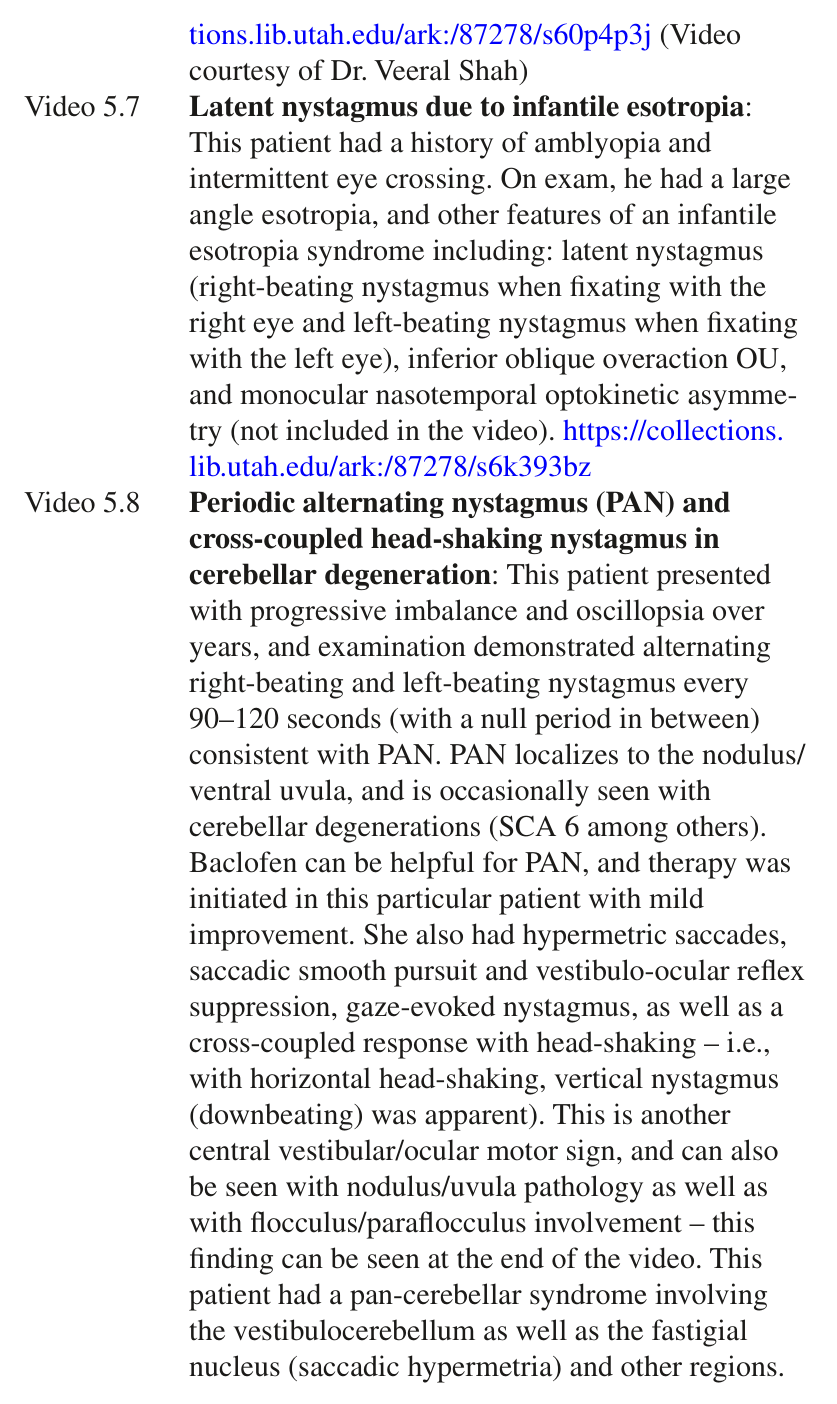 tions.lib.utah.edu/ark:/87278/s60p4p3j (Video
courtesy of Dr. Veeral Shah)
Video 5.7 Latent nystagmus due to infantile esotropia:
This patient had a history of amblyopia and
intermittent eye crossing. On exam, he had a large
angle esotropia, and other features of an infantile
esotropia syndrome including: latent nystagmus
(right-beating nystagmus when fixating with the
right eye and left-beating nystagmus when fixating
with the left eye), inferior oblique overaction OU,
and monocular nasotemporal optokinetic asymme-
try (not included in the video). https://collections.
lib.utah.edu/ark:/87278/s6k393bz
Video 5.8 Periodic alternating nystagmus (PAN) and
cross-coupled head-shaking nystagmus in
cerebellar degeneration: This patient presented
with progressive imbalance and oscillopsia over
years, and examination demonstrated alternating
right-beating and left-beating nystagmus every
90–120 seconds (with a null period in between)
consistent with PAN. PAN localizes to the nodulus/
ventral uvula, and is occasionally seen with
cerebellar degenerations (SCA 6 among others).
Baclofen can be helpful for PAN, and therapy was
initiated in this particular patient with mild
improvement. She also had hypermetric saccades,
saccadic smooth pursuit and vestibulo-ocular reflex
suppression, gaze-evoked nystagmus, as well as a
cross-coupled response with head-shaking – i.e.,
with horizontal head-shaking, vertical nystagmus
(downbeating) was apparent). This is another
central vestibular/ocular motor sign, and can also
be seen with nodulus/uvula pathology as well as
with flocculus/paraflocculus involvement – this
finding can be seen at the end of the video. This
patient had a pan-cerebellar syndrome involving
the vestibulocerebellum as well as the fastigial
nucleus (saccadic hypermetria) and other regions.